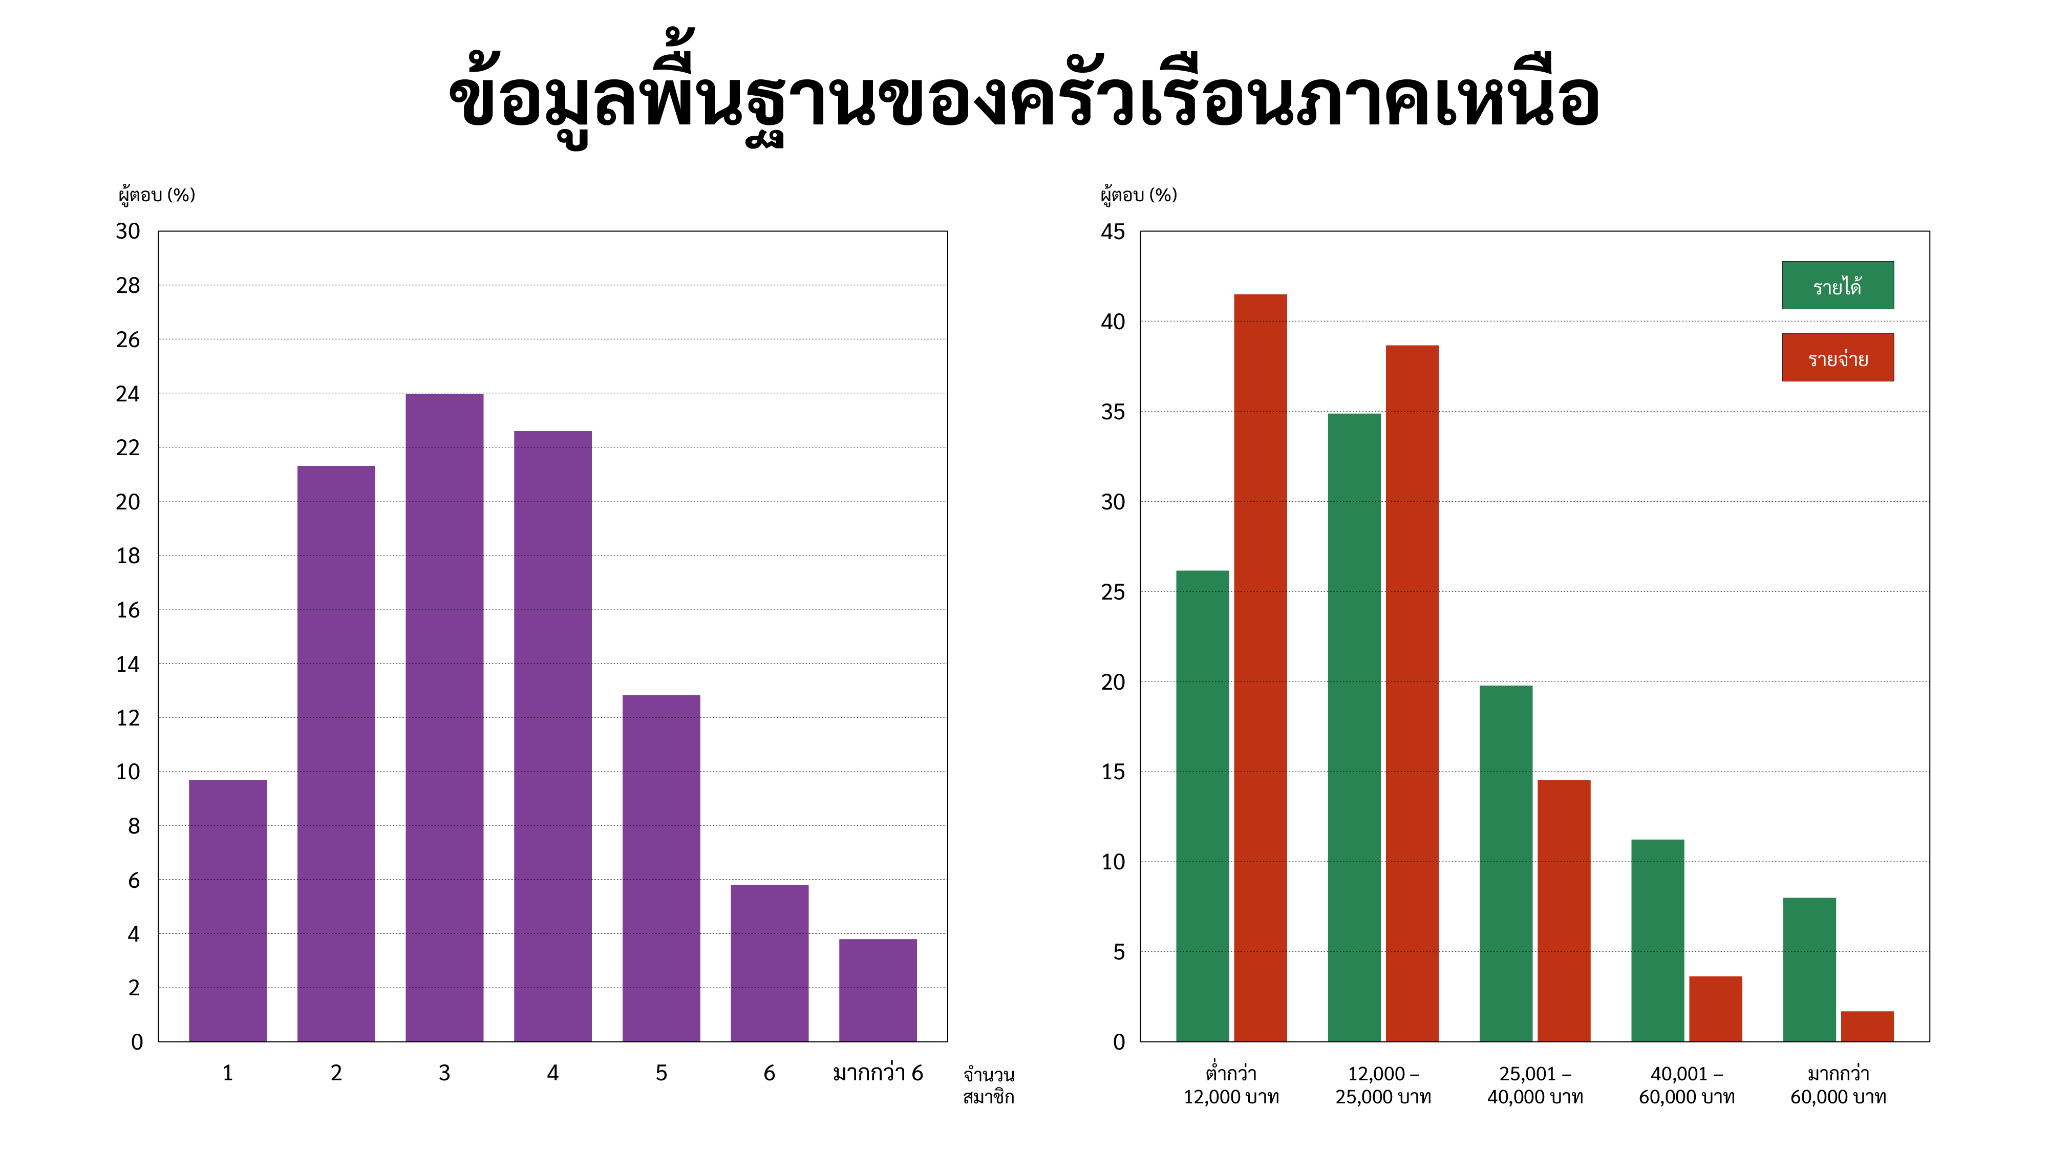 ข้อมูลพื้นฐานของครัวเรือนภาคเหนือ
ผู้ตอบ (%)
30
28
26
24
22
20
18
16
14
12
10
8
6
4
2
0
1
2
3
4
5
6
มากกว่า 6
จำนวน
สมาชิก
ผู้ตอบ (%)
45
40
35
30
25
20
15
10
5
0
รายได้
รายจ่าย
ต่ำกว่า
12,000 บาท
12,000 –
25,000 บาท
25,001 –
40,000 บาท
40,001 –
60,000 บาท
มากกว่า
60,000 บาท